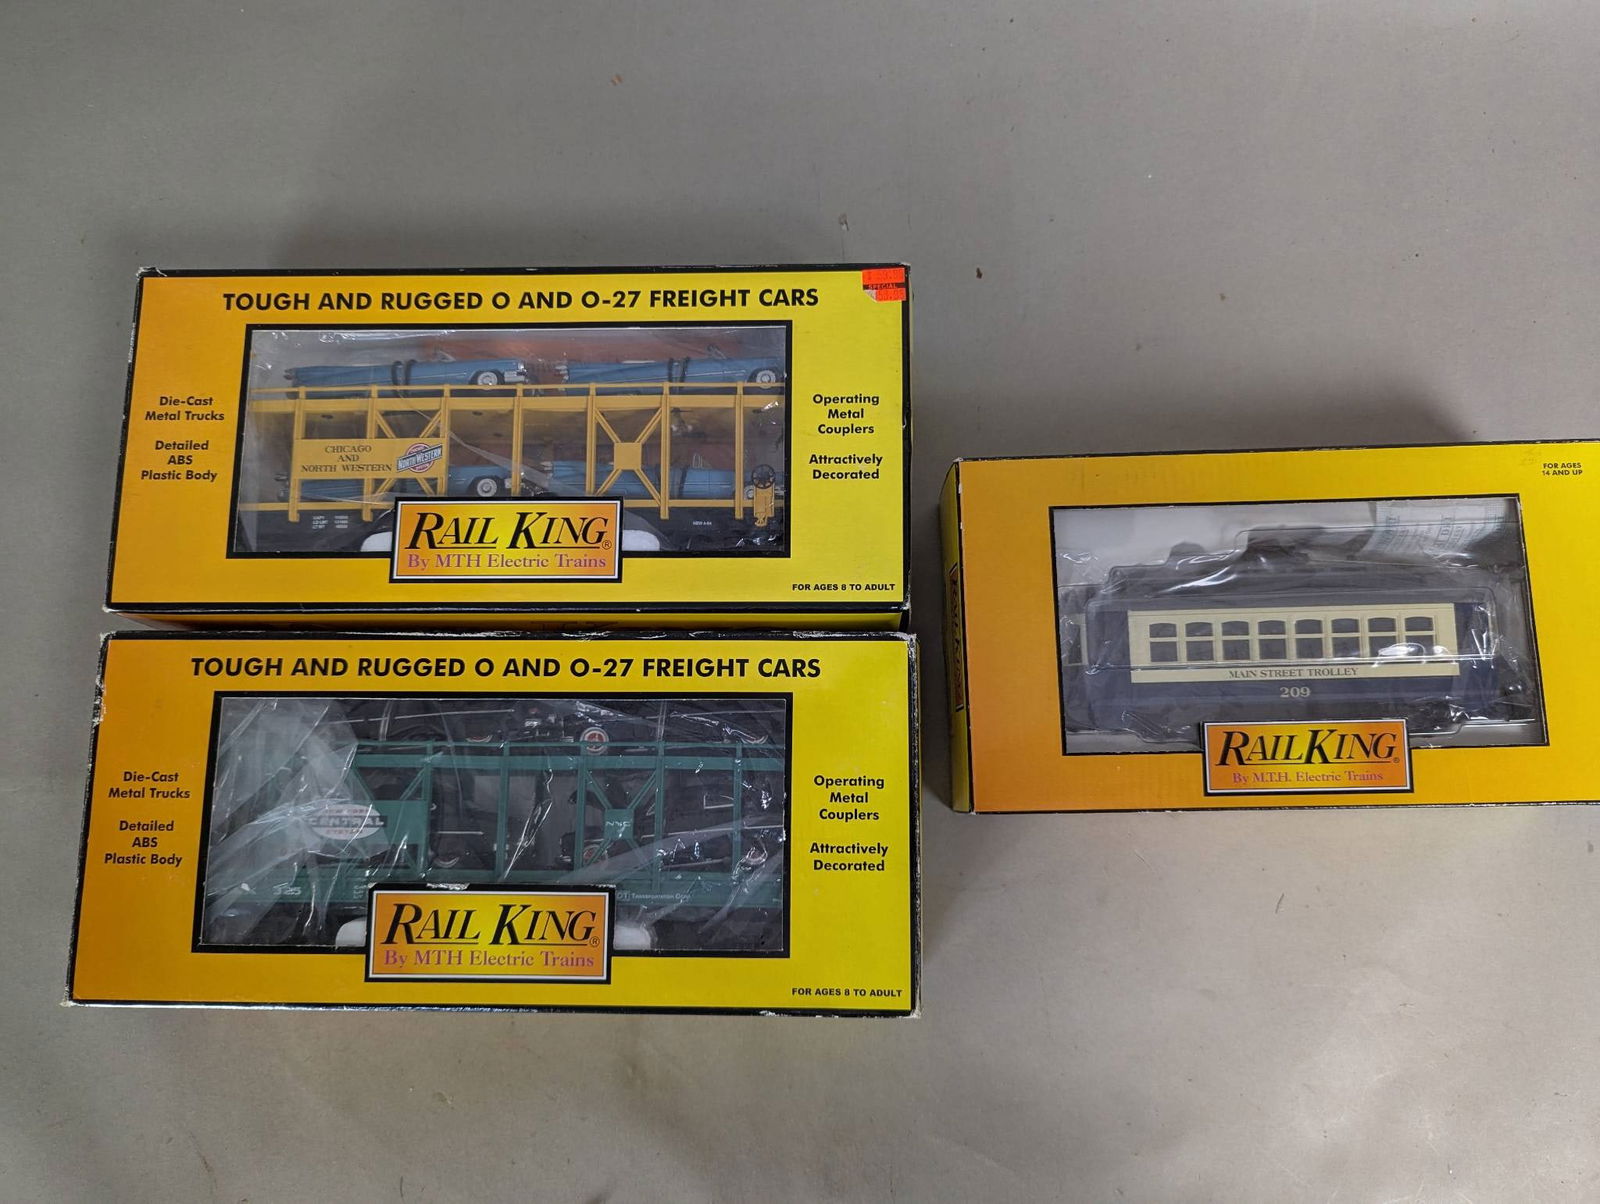 TOUGH AND RUGGED O AND O-27 FREIGHT CARS
SPECIAL
Die-Cast
Metal Trucks
Detailed
ABS
Plastic Body
CHICAGO
AND
NORTH WESTERN
NORTH WESTERN
Operating
Metal
Couplers
Attractively
Decorated
RAIL KING®
By MTH Electric Trains
FOR AGES 8 TO ADULT
TOUGH AND RUGGED O AND O-27 FREIGHT CARS
Die-Cast
Metal Trucks
Detailed
ABS
Plastic Body
CENTRAL
NYC
325
Operating
Metal
Couplers
Attractively
Decorated
RAIL KING®
By MTH Electric Trains
FOR AGES 8 TO ADULT
FOR AGES
14 AND UP
MAIN STREET TROLLEY
209
RAILKING®
By M.T.H. Electric Trains